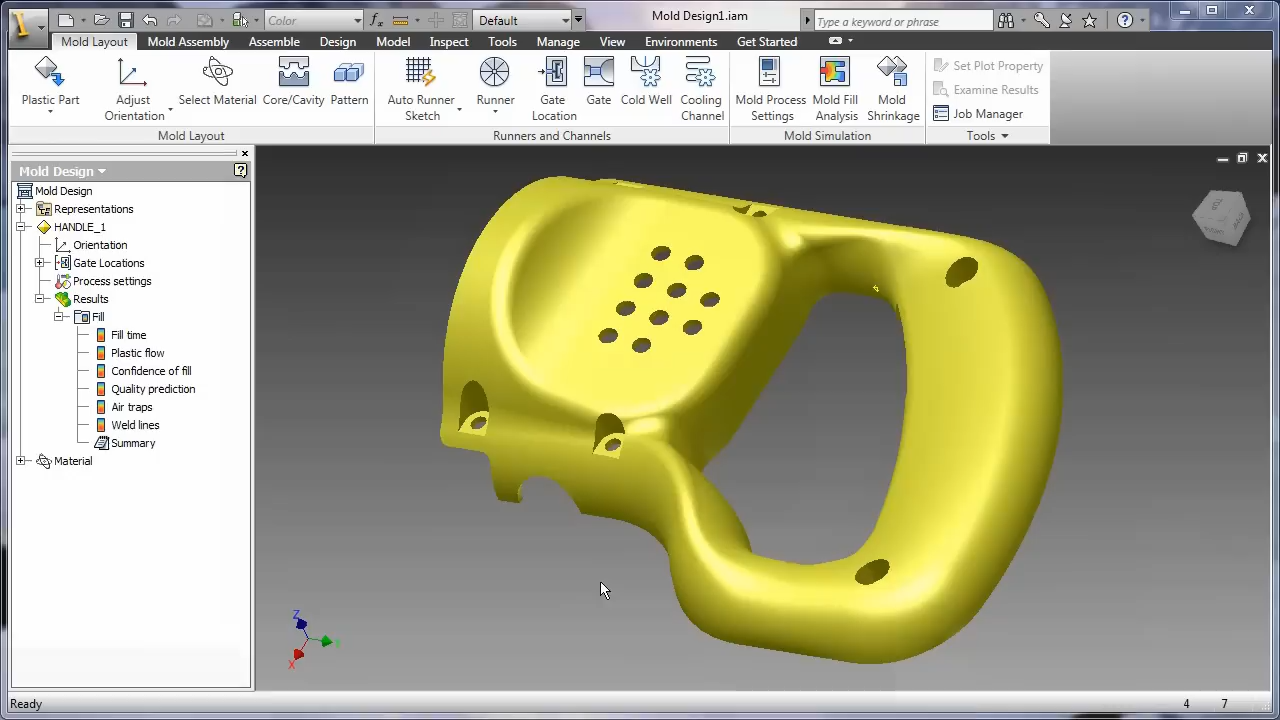 Color
Default
Mold Design1.iam
Type a keyword or phrase
Mold Layout Mold Assembly Assemble Design Model Inspect Tools Manage View Environments Get Started
Plastic Part
Adjust
Orientation
Select Material
Core/Cavity
Pattern
Auto Runner
Sketch
Runner
Gate
Location
Gate
Cold Well
Cooling
Channel
Mold Process
Settings
Mold Fill
Analysis
Mold
Shrinkage
Set Plot Property
Examine Results
Job Manager
Mold Layout
Runners and Channels
Mold Simulation
Tools
Mold Design
Mold Design
Representations
HANDLE_1
Orientation
Gate Locations
Process settings
Results
Fill
Fill time
Plastic flow
Confidence of fill
Quality prediction
Air traps
Weld lines
Summary
Material
Z
X
Ready
4 7